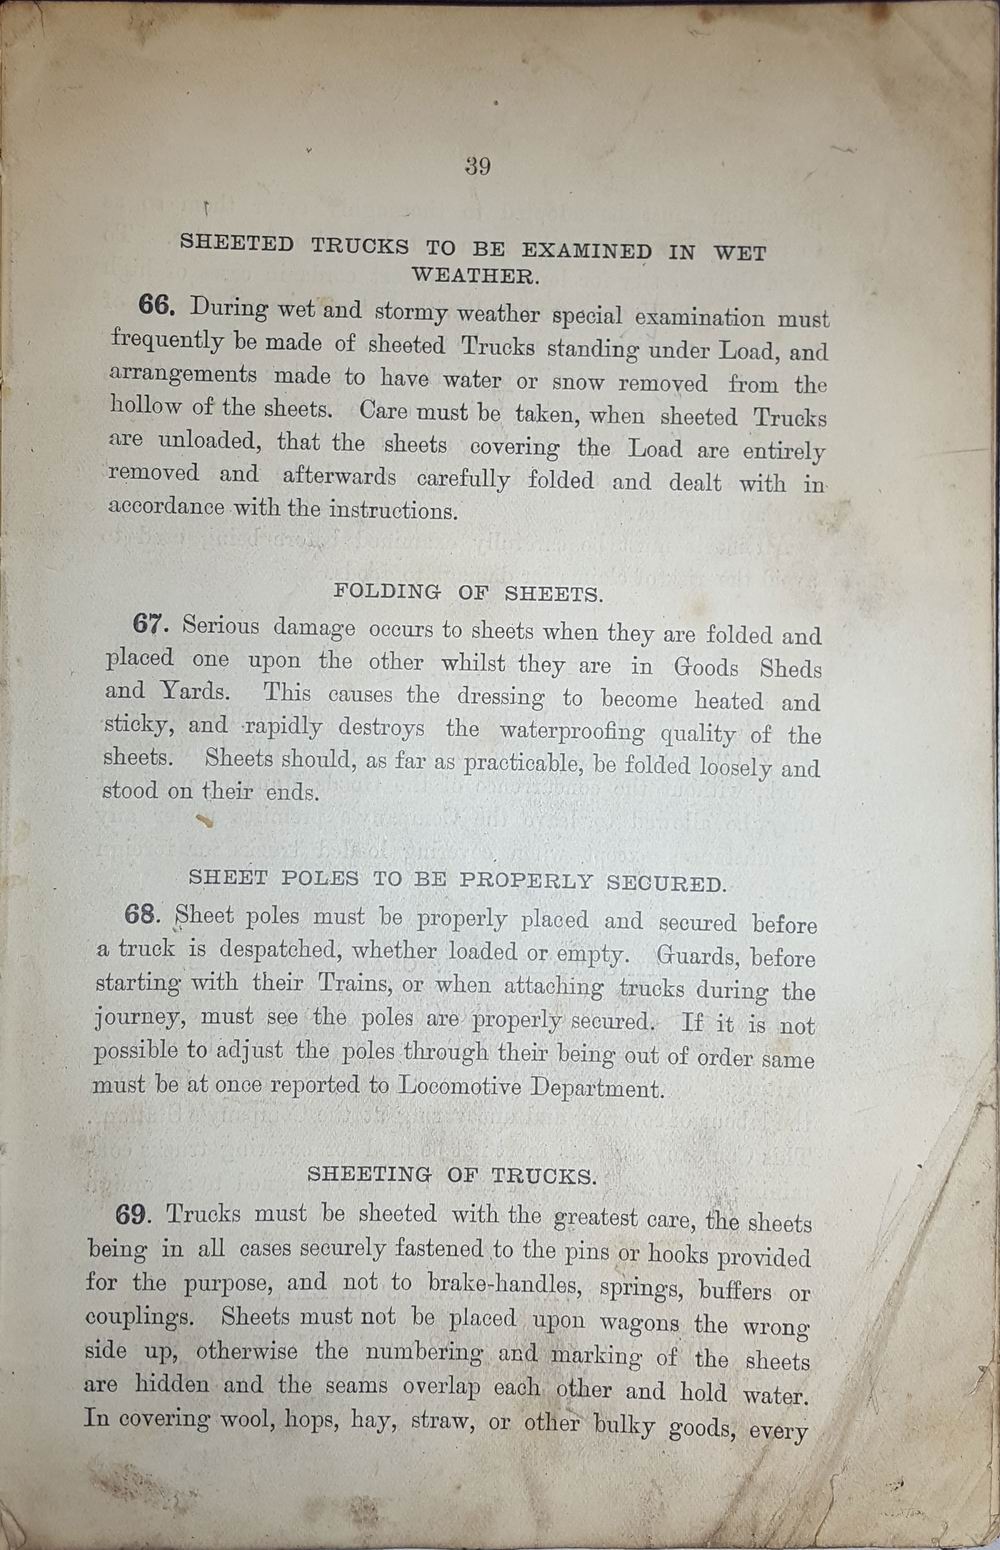 39
SHEETED TRUCKS TO BE EXAMINED IN WET
WEATHER.
66. During wet and stormy weather special examination must
frequently be made of sheeted Trucks standing under Load, and
arrangements made to have water or snow removed from the
hollow of the sheets. Care must be taken, when sheeted Trucks
are unloaded, that the sheets covering the Load are entirely
removed and afterwards carefully folded and dealt with in
accordance with the instructions.
FOLDING OF SHEETS.
67. Serious damage occurs to sheets when they are folded and
placed one upon the other whilst they are in Goods Sheds
and Yards. This causes the dressing to become heated and
sticky, and rapidly destroys the waterproofing quality of the
sheets. Sheets should, as far as practicable, be folded loosely and
stood on their ends.
SHEET POLES TO BE PROPERLY SECURED.
68. Sheet poles must be properly placed and secured before
a truck is despatched, whether loaded or empty. Guards, before
starting with their Trains, or when attaching trucks during the
journey, must see the poles are properly secured. If it is not
possible to adjust the poles through their being out of order same
must be at once reported to Locomotive Department.
SHEETING OF TRUCKS.
69. Trucks must be sheeted with the greatest care, the sheets
being in all cases securely fastened to the pins or hooks provided
for the purpose, and not to brake-handles, springs, buffers or
couplings. Sheets must not be placed upon wagons the wrong
side up, otherwise the numbering and marking of the sheets
are hidden and the seams overlap each other and hold water.
In covering wool, hops, hay, straw, or other bulky goods, every